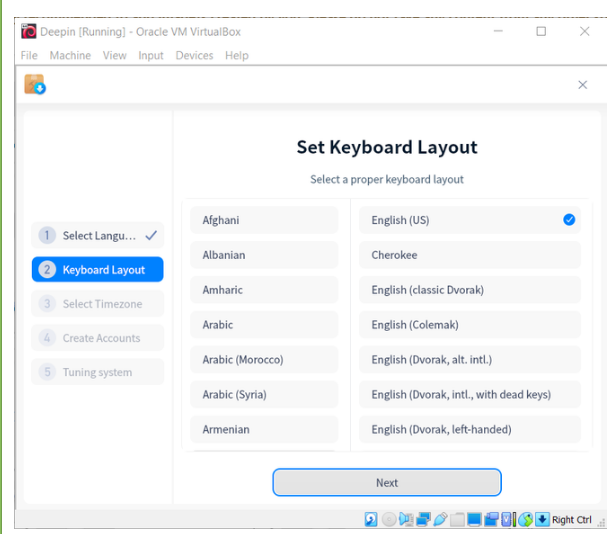 Deepin [Running] - Oracle VM VirtualBox
File Machine View Input Devices Help
Set Keyboard Layout
Select a proper keyboard layout
1 Select Langu...
2 Keyboard Layout
3 Select Timezone
4 Create Accounts
5 Tuning system
Afghani
Albanian
Amharic
Arabic
Arabic (Morocco)
Arabic (Syria)
Armenian
English (US)
Cherokee
English (classic Dvorak)
English (Colemak)
English (Dvorak, alt. intl.)
English (Dvorak, intl., with dead keys)
English (Dvorak, left-handed)
Next
Right Ctrl